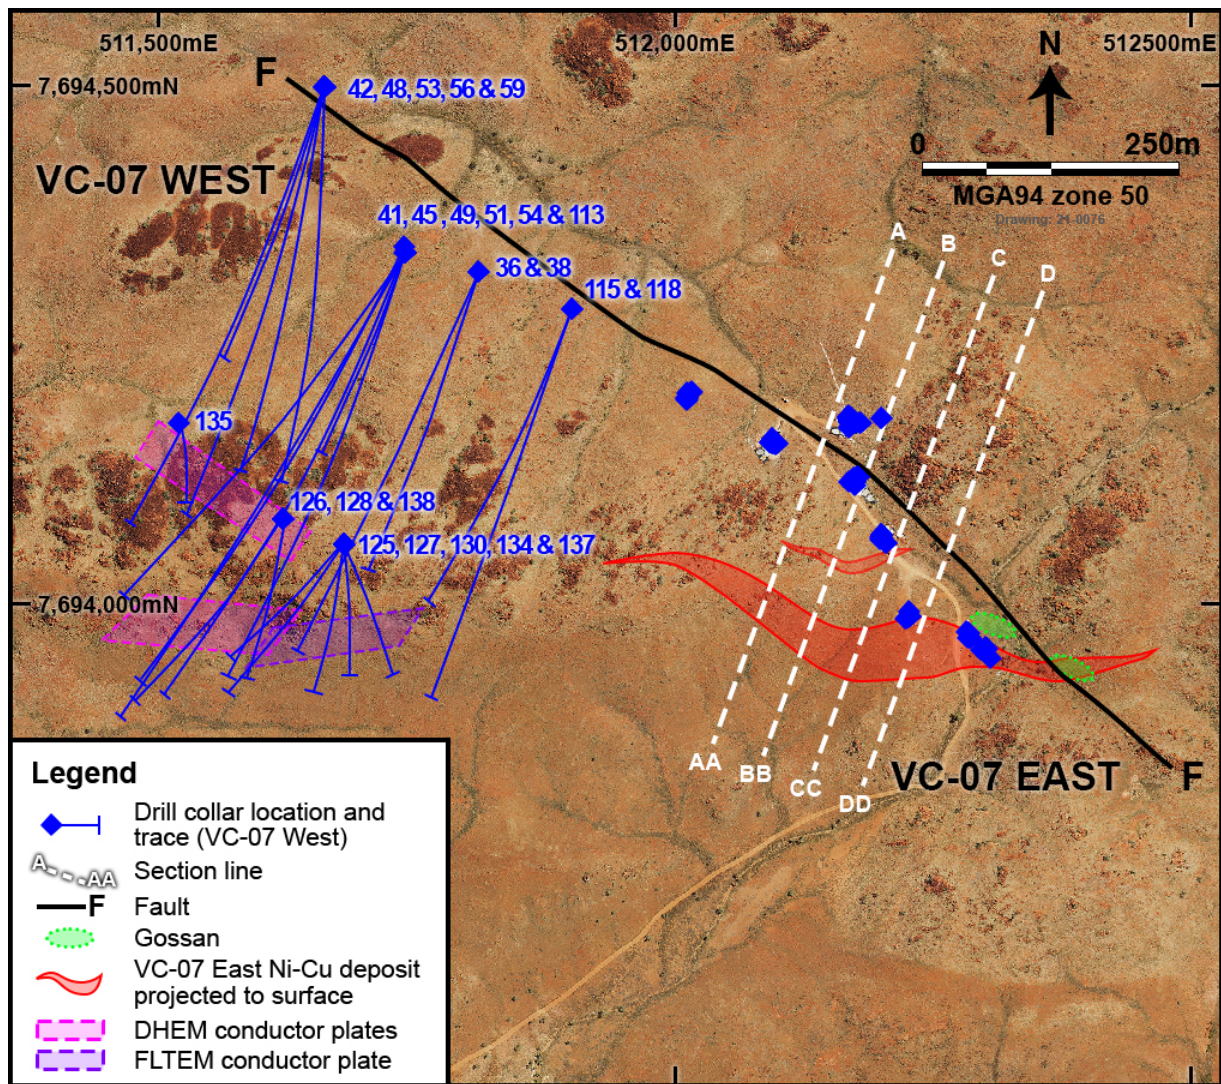 511,500mE
512,000mE
512500mE
N
F
7,694,500mN
42, 48, 53, 56 & 59
0
250m
VC-07 WEST
MGA94 zone 50
Drawing: 21-0076
41, 45 , 49, 51, 54 & 113
A
B
C
D
36 & 38
115 & 118
135
126, 128 & 138
125, 127, 130, 134 & 137
7,694,000mN
AA
BB
CC
DD
VC-07 EAST
F
Legend
Drill collar location and
trace (VC-07 West)
A
AA
Section line
F
Fault
Gossan
VC-07 East Ni-Cu deposit
projected to surface
DHEM conductor plates
FLTEM conductor plate